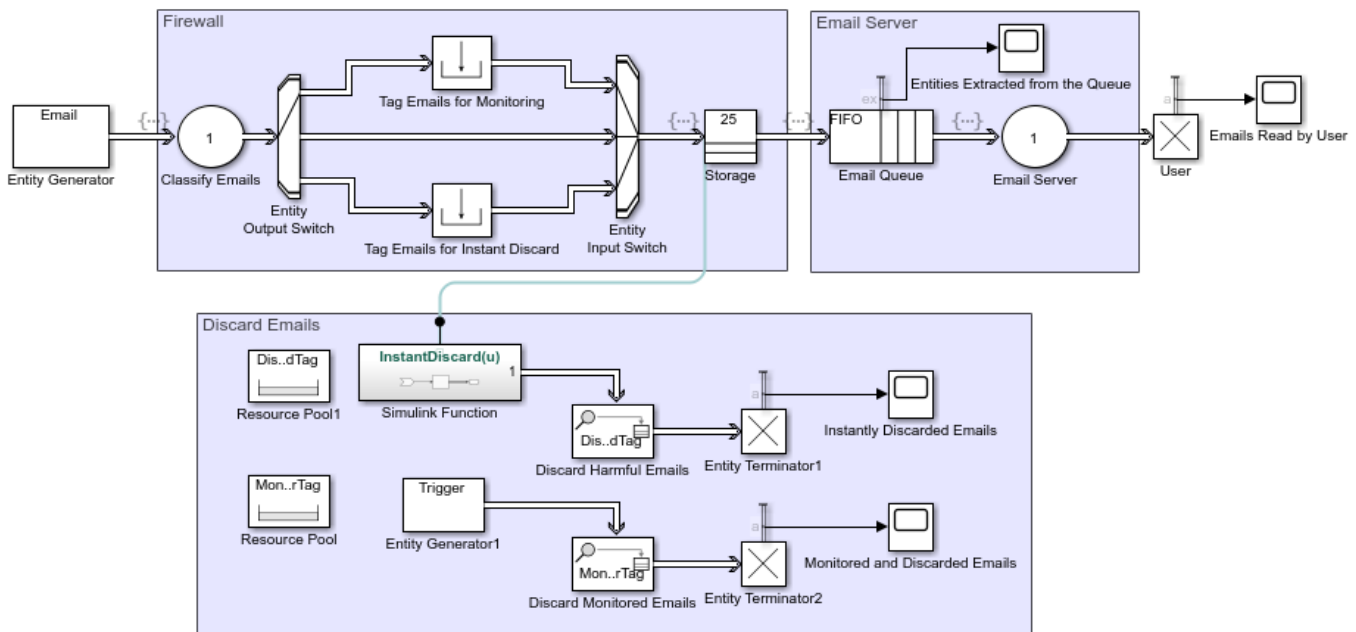 Firewall
Email Server
Email
Entity Generator
{...}
1
Classify Emails
Entity
Output Switch
Tag Emails for Monitoring
Tag Emails for Instant Discard
Entity
Input Switch
{...}
25
Storage
{...}
FIFO
ex
Email Queue
Entities Extracted from the Queue
{...}
1
Email Server
a
User
Emails Read by User
Discard Emails
Dis..dTag
Resource Pool1
InstantDiscard(u)
1
Simulink Function
Dis..dTag
Discard Harmful Emails
a
Entity Terminator1
Instantly Discarded Emails
Mon..rTag
Resource Pool
Trigger
Entity Generator1
Mon..rTag
Discard Monitored Emails
a
Entity Terminator2
Monitored and Discarded Emails